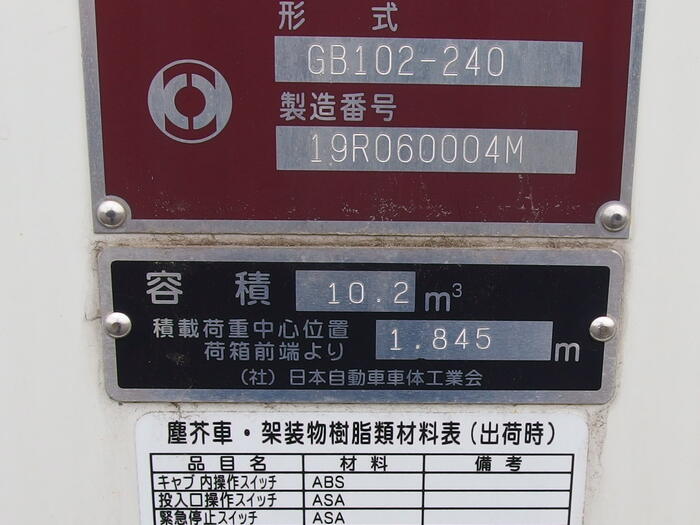 形 式
GB102-240
製造番号
19R060004M
容 積 10.2 m³
積載荷重中心位置
荷箱前端より 1.845 m
(社) 日本自動車車体工業会
塵芥車・架装物樹脂類材料表(出荷時)
品目名 材料 備考
キャブ内操作スイッチ ABS
投入口操作スイッチ ASA
緊急停止スイッチ ASA